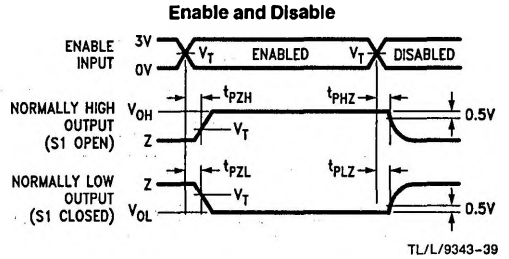 Enable and Disable
ENABLE INPUT
3V
0V
V_T
ENABLED
V_T
DISABLED
NORMALLY HIGH OUTPUT (S1 OPEN)
V_OH
Z
t_PZH
V_T
t_PHZ
0.5V
NORMALLY LOW OUTPUT (S1 CLOSED)
Z
V_OL
t_PZL
V_T
t_PLZ
0.5V
TL/L/9343-39